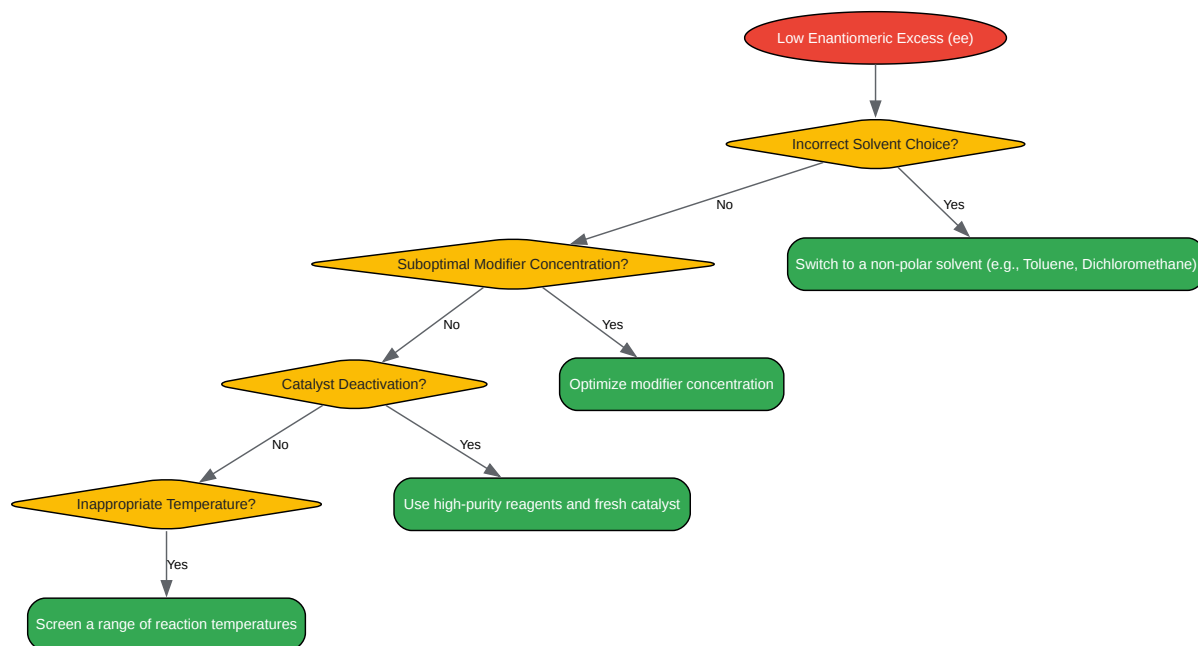 Low Enantiomeric Excess (ee)
Incorrect Solvent Choice?
No
Yes
Suboptimal Modifier Concentration?
Switch to a non-polar solvent (e.g., Toluene, Dichloromethane)
No
Yes
Catalyst Deactivation?
Optimize modifier concentration
No
Yes
Inappropriate Temperature?
Use high-purity reagents and fresh catalyst
Yes
Screen a range of reaction temperatures